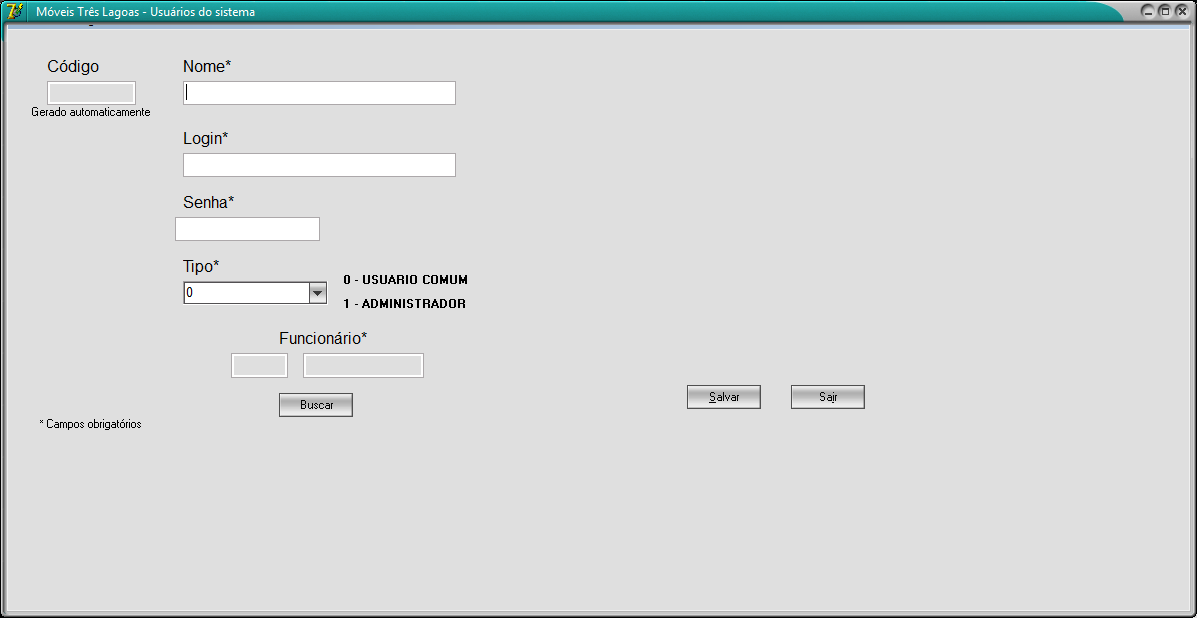 Móveis Três Lagoas - Usuários do sistema
Código
Nome*
Gerado automaticamente
Login*
Senha*
Tipo*
0
0 - USUARIO COMUM
1 - ADMINISTRADOR
Funcionário*
Buscar
Salvar
Sair
* Campos obrigatórios